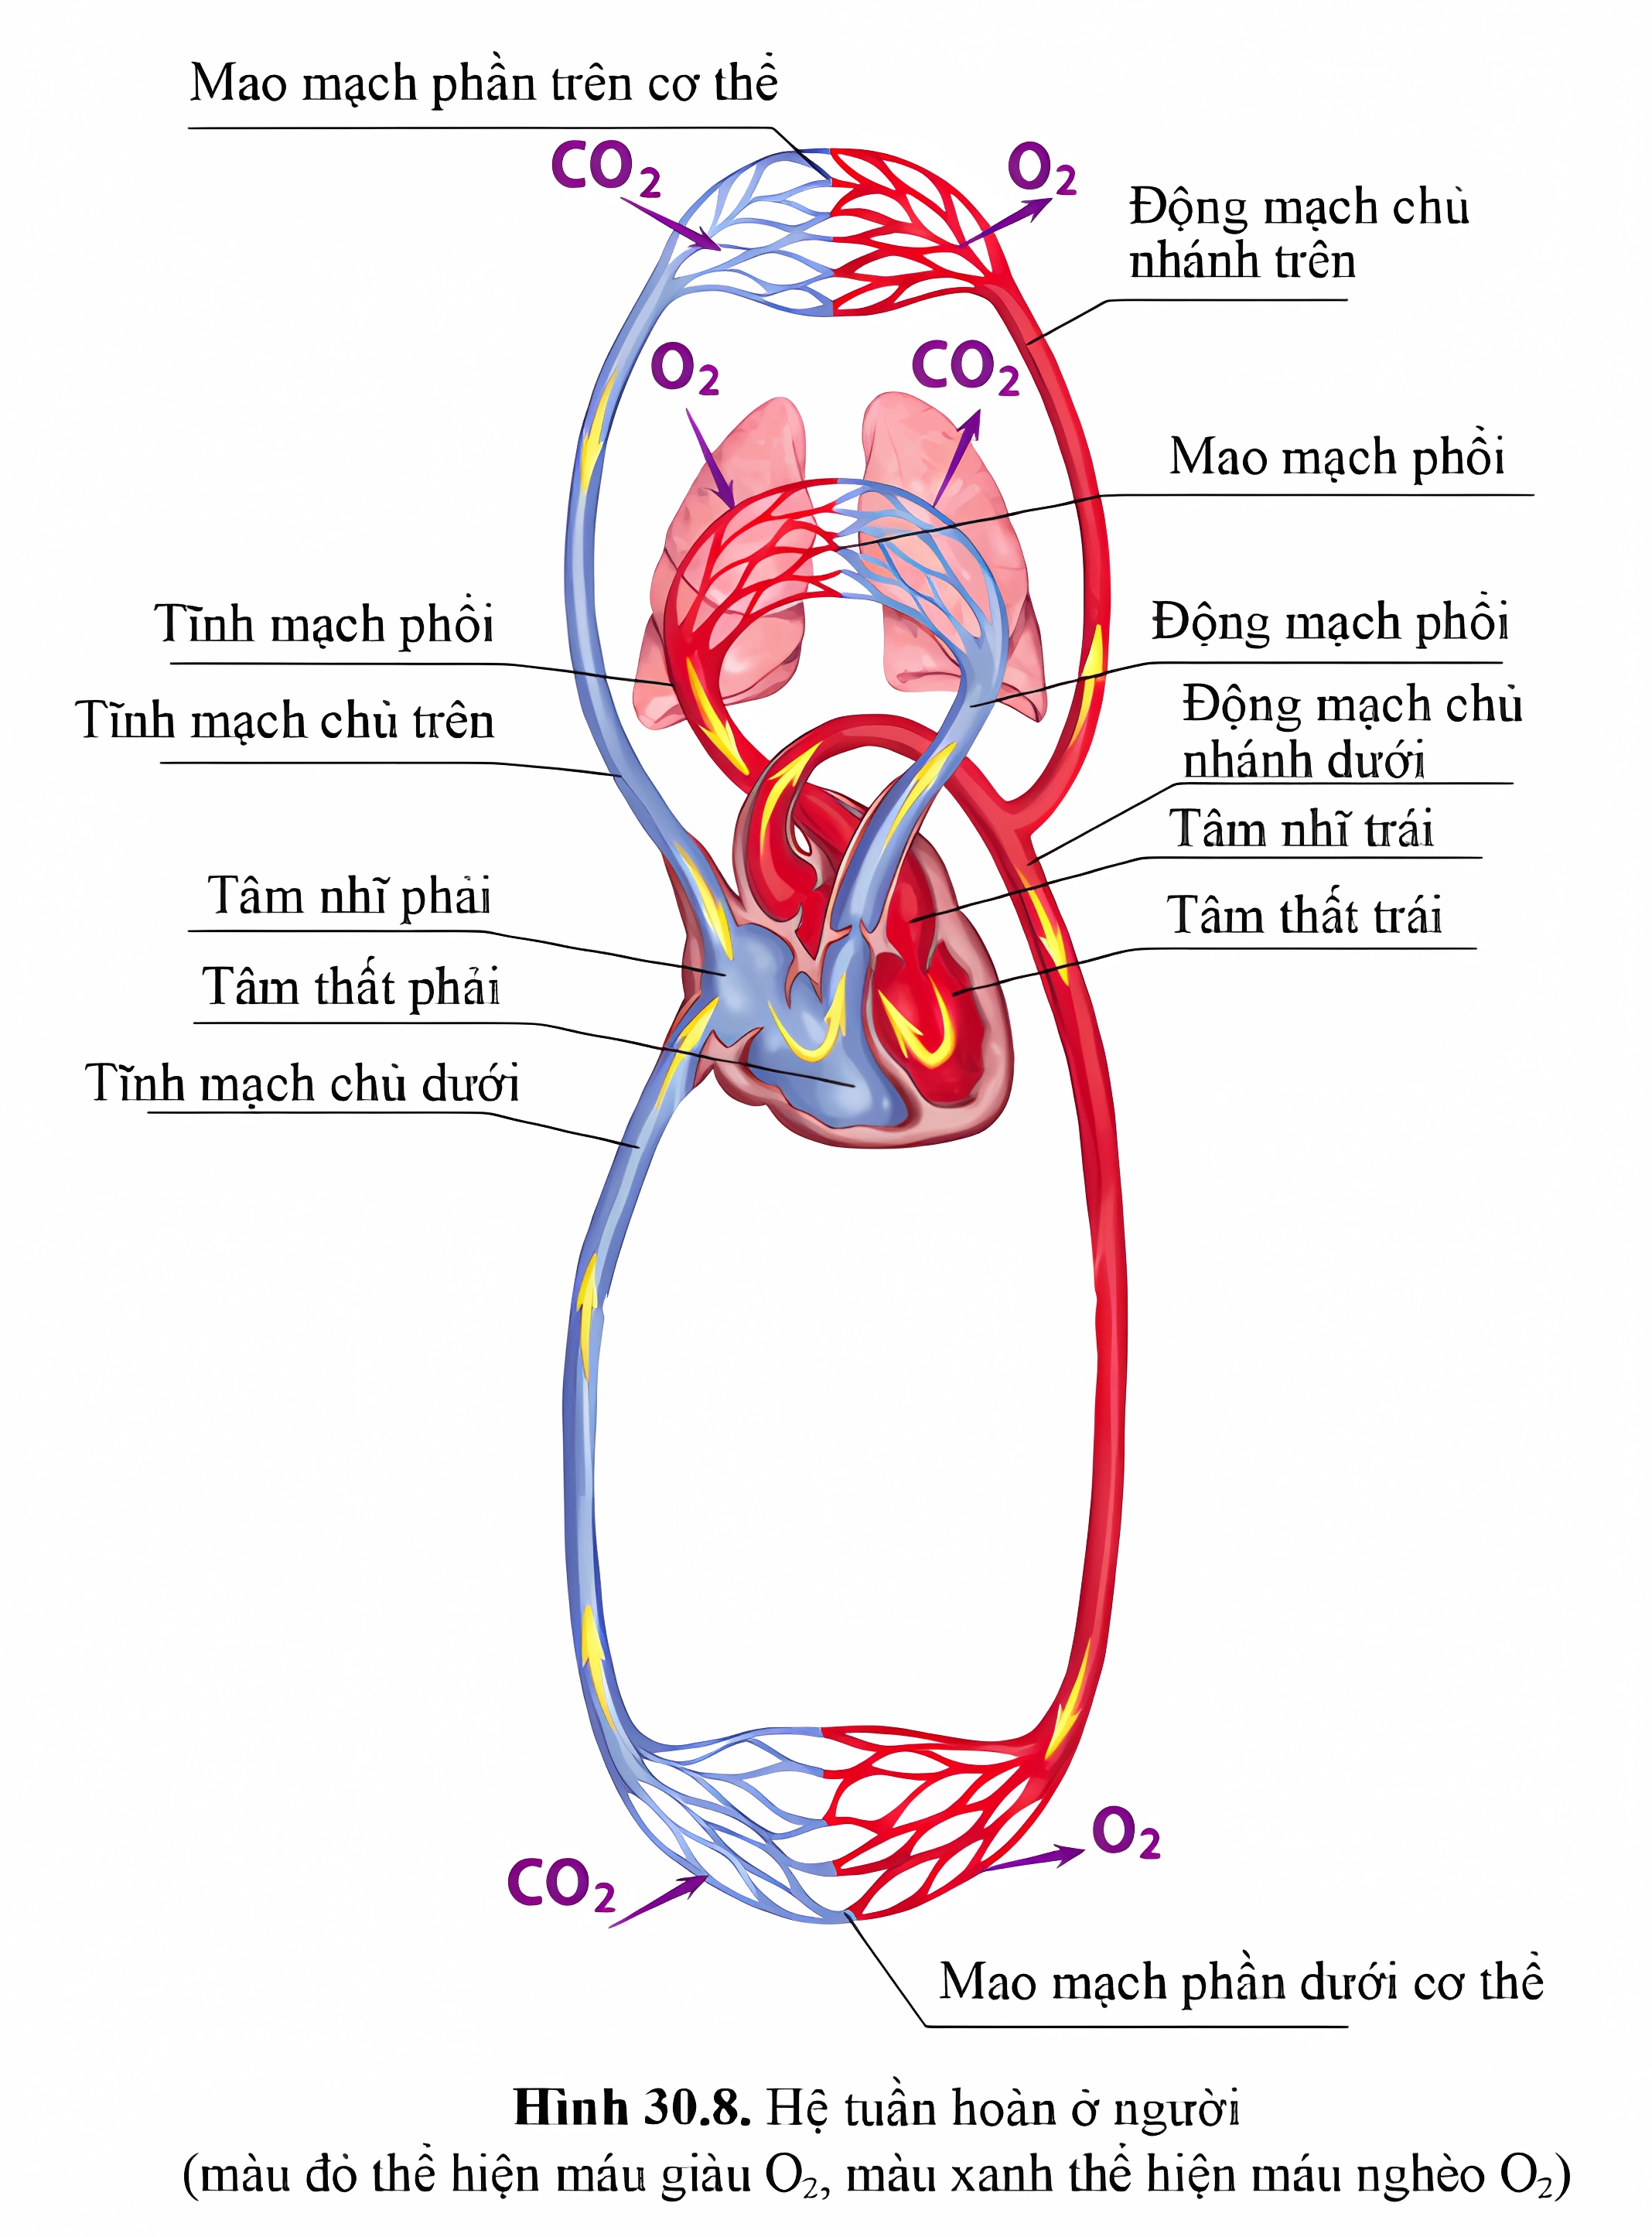 Mao mạch phần trên cơ thể
CO₂
O₂
Động mạch chủ
nhánh trên
O₂
CO₂
Mao mạch phổi
Tĩnh mạch phổi
Động mạch phổi
Tĩnh mạch chủ trên
Động mạch chủ
nhánh dưới
Tâm nhĩ trái
Tâm nhĩ phải
Tâm thất trái
Tâm thất phải
Tĩnh mạch chủ dưới
O₂
CO₂
Mao mạch phần dưới cơ thể
Hình 30.8. Hệ tuần hoàn ở người
(màu đỏ thể hiện máu giàu O₂, màu xanh thể hiện máu nghèo O₂)